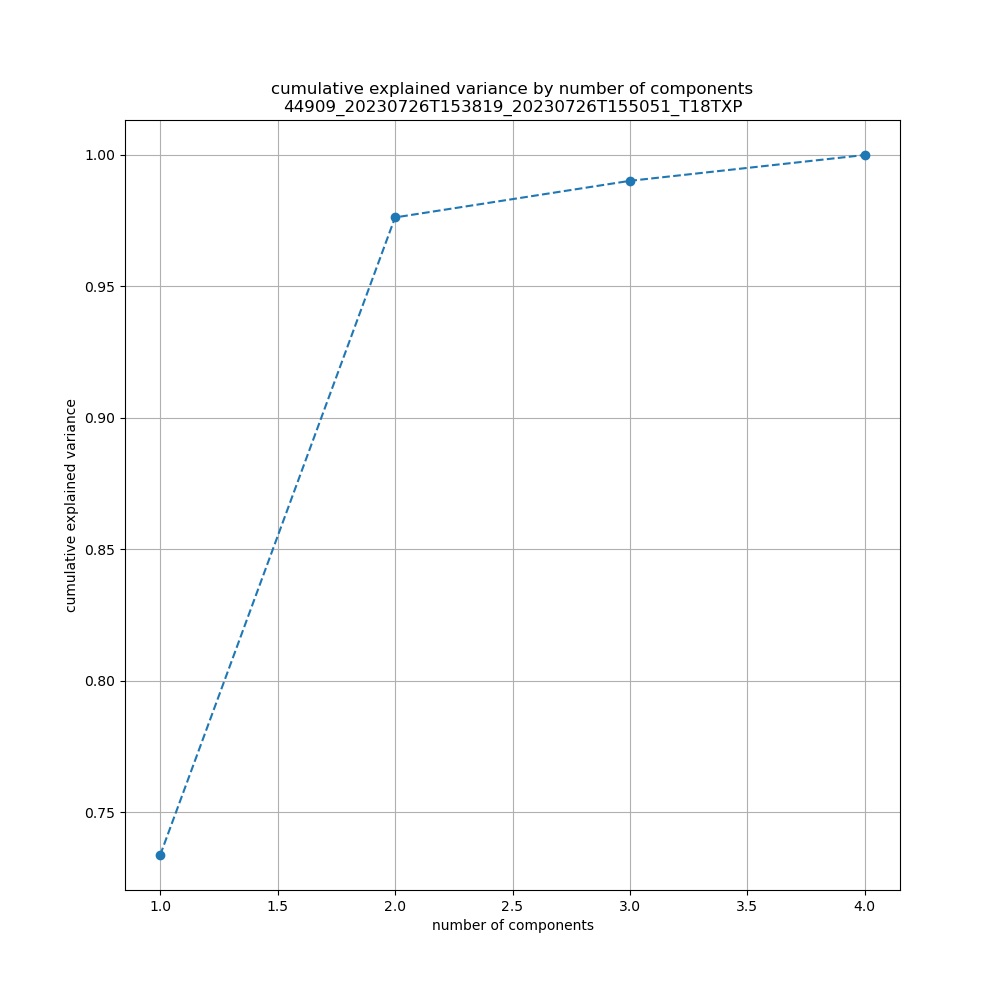 cumulative explained variance by number of components
44909_20230726T153819_20230726T155051_T18TXP
1.00
0.95
0.90
0.85
0.80
0.75
cumulative explained variance
1.0 1.5 2.0 2.5 3.0 3.5 4.0
number of components